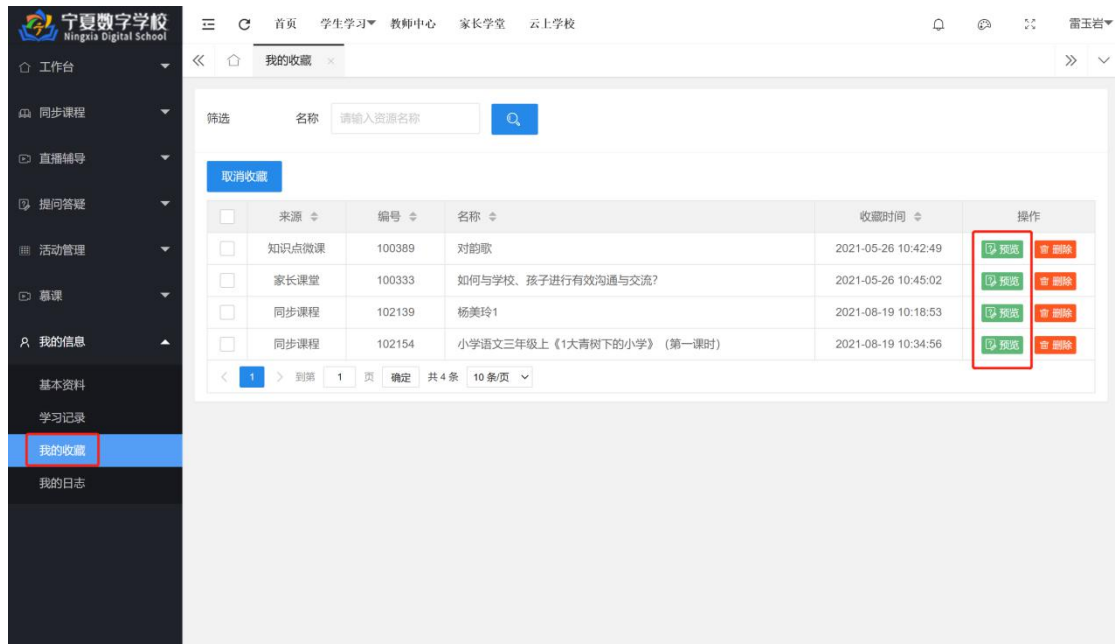 宁夏数字学校
Ningxia Digital School
首页 学生学习 教师中心 家长学堂 云上学校 雷玉岩
工作台
我的收藏
同步课程
筛选 名称 请输入资源名称
直播辅导
取消收藏
提问答疑
来源 编号 名称 收藏时间 操作
活动管理
知识点微课 100389 对韵歌 2021-05-26 10:42:49 预览 删除
家长课堂 100333 如何与学校、孩子进行有效沟通与交流? 2021-05-26 10:45:02 预览 删除
慕课
同步课程 102139 杨美玲1 2021-08-19 10:18:53 预览 删除
我的信息
同步课程 102154 小学语文三年级上《1大青树下的小学》(第一课时) 2021-08-19 10:34:56 预览 删除
1 到第 1 页 确定 共4条 10条/页
基本资料
学习记录
我的收藏
我的日志